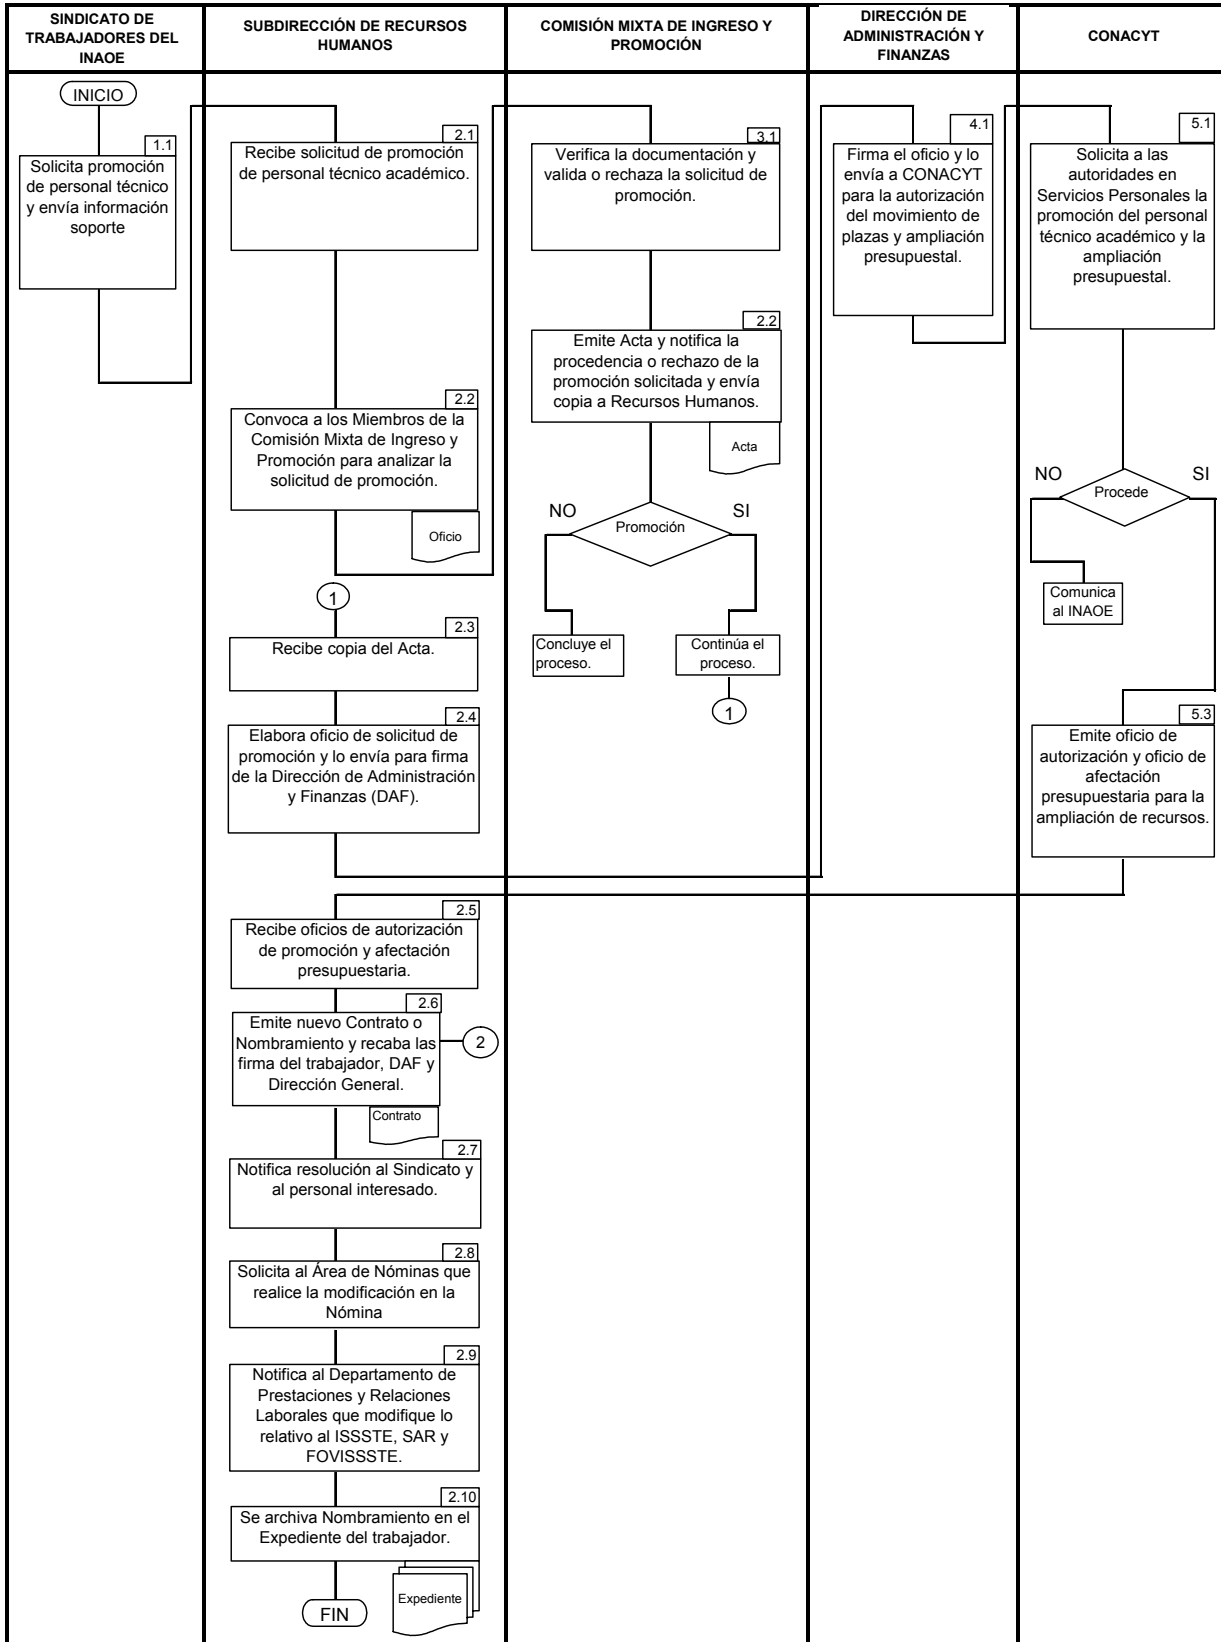 SINDICATO DE
TRABAJADORES DEL
INAOE
SUBDIRECCIÓN DE RECURSOS
HUMANOS
COMISIÓN MIXTA DE INGRESO Y
PROMOCIÓN
DIRECCIÓN DE
ADMINISTRACIÓN Y
FINANZAS
CONACYT
INICIO
1.1
Solicita promoción
de personal técnico
y envía información
soporte
2.1
Recibe solicitud de promoción
de personal técnico académico.
2.2
Convoca a los Miembros de la
Comisión Mixta de Ingreso y
Promoción para analizar la
solicitud de promoción.
Oficio
1
2.3
Recibe copia del Acta.
2.4
Elabora oficio de solicitud de
promoción y lo envía para firma
de la Dirección de Administración
y Finanzas (DAF).
2.5
Recibe oficios de autorización
de promoción y afectación
presupuestaria.
2.6
Emite nuevo Contrato o
Nombramiento y recaba las
firma del trabajador, DAF y
Dirección General.
2
Contrato
2.7
Notifica resolución al Sindicato y
al personal interesado.
2.8
Solicita al Área de Nóminas que
realice la modificación en la
Nómina
2.9
Notifica al Departamento de
Prestaciones y Relaciones
Laborales que modifique lo
relativo al ISSSTE, SAR y
FOVISSSTE.
2.10
Se archiva Nombramiento en el
Expediente del trabajador.
Expediente
FIN
3.1
Verifica la documentación y
valida o rechaza la solicitud de
promoción.
2.2
Emite Acta y notifica la
procedencia o rechazo de la
promoción solicitada y envía
copia a Recursos Humanos.
Acta
NO
SI
Promoción
Concluye el
proceso.
Continúa el
proceso.
1
4.1
Firma el oficio y lo
envía a CONACYT
para la autorización
del movimiento de
plazas y ampliación
presupuestal.
5.1
Solicita a las
autoridades en
Servicios Personales la
promoción del personal
técnico académico y la
ampliación
presupuestal.
NO
SI
Procede
Comunica
al INAOE
5.3
Emite oficio de
autorización y oficio de
afectación
presupuestaria para la
ampliación de recursos.